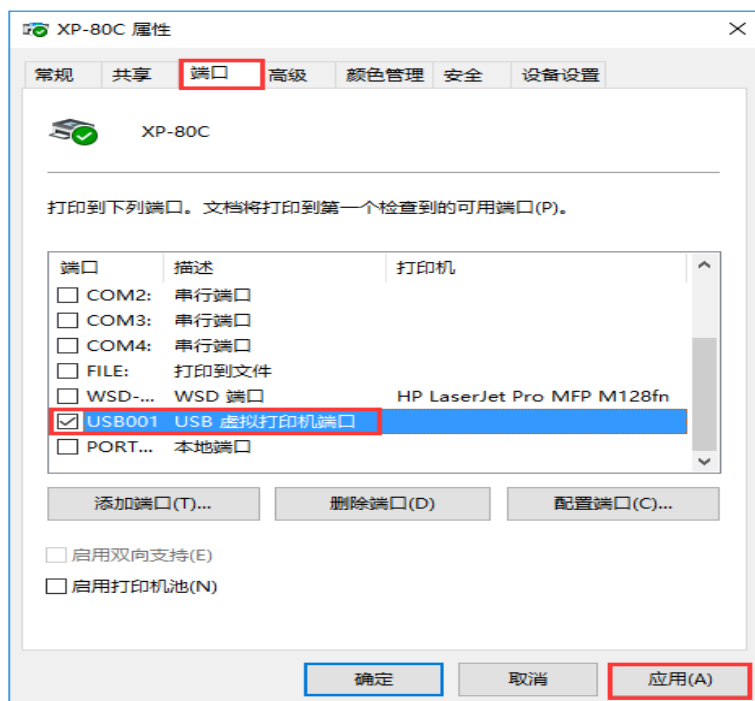 XP-80C 属性
常规 共享 端口 高级 颜色管理 安全 设备设置
XP-80C
打印到下列端口。文档将打印到第一个检查到的可用端口(P)。
端口 描述 打印机
COM2: 串行端口
COM3: 串行端口
COM4: 串行端口
FILE: 打印到文件
WSD-... WSD 端口 HP LaserJet Pro MFP M128fn
USB001 USB 虚拟打印机端口
PORT... 本地端口
添加端口(T)... 删除端口(D) 配置端口(C)...
启用双向支持(E)
启用打印机池(N)
确定 取消 应用(A)